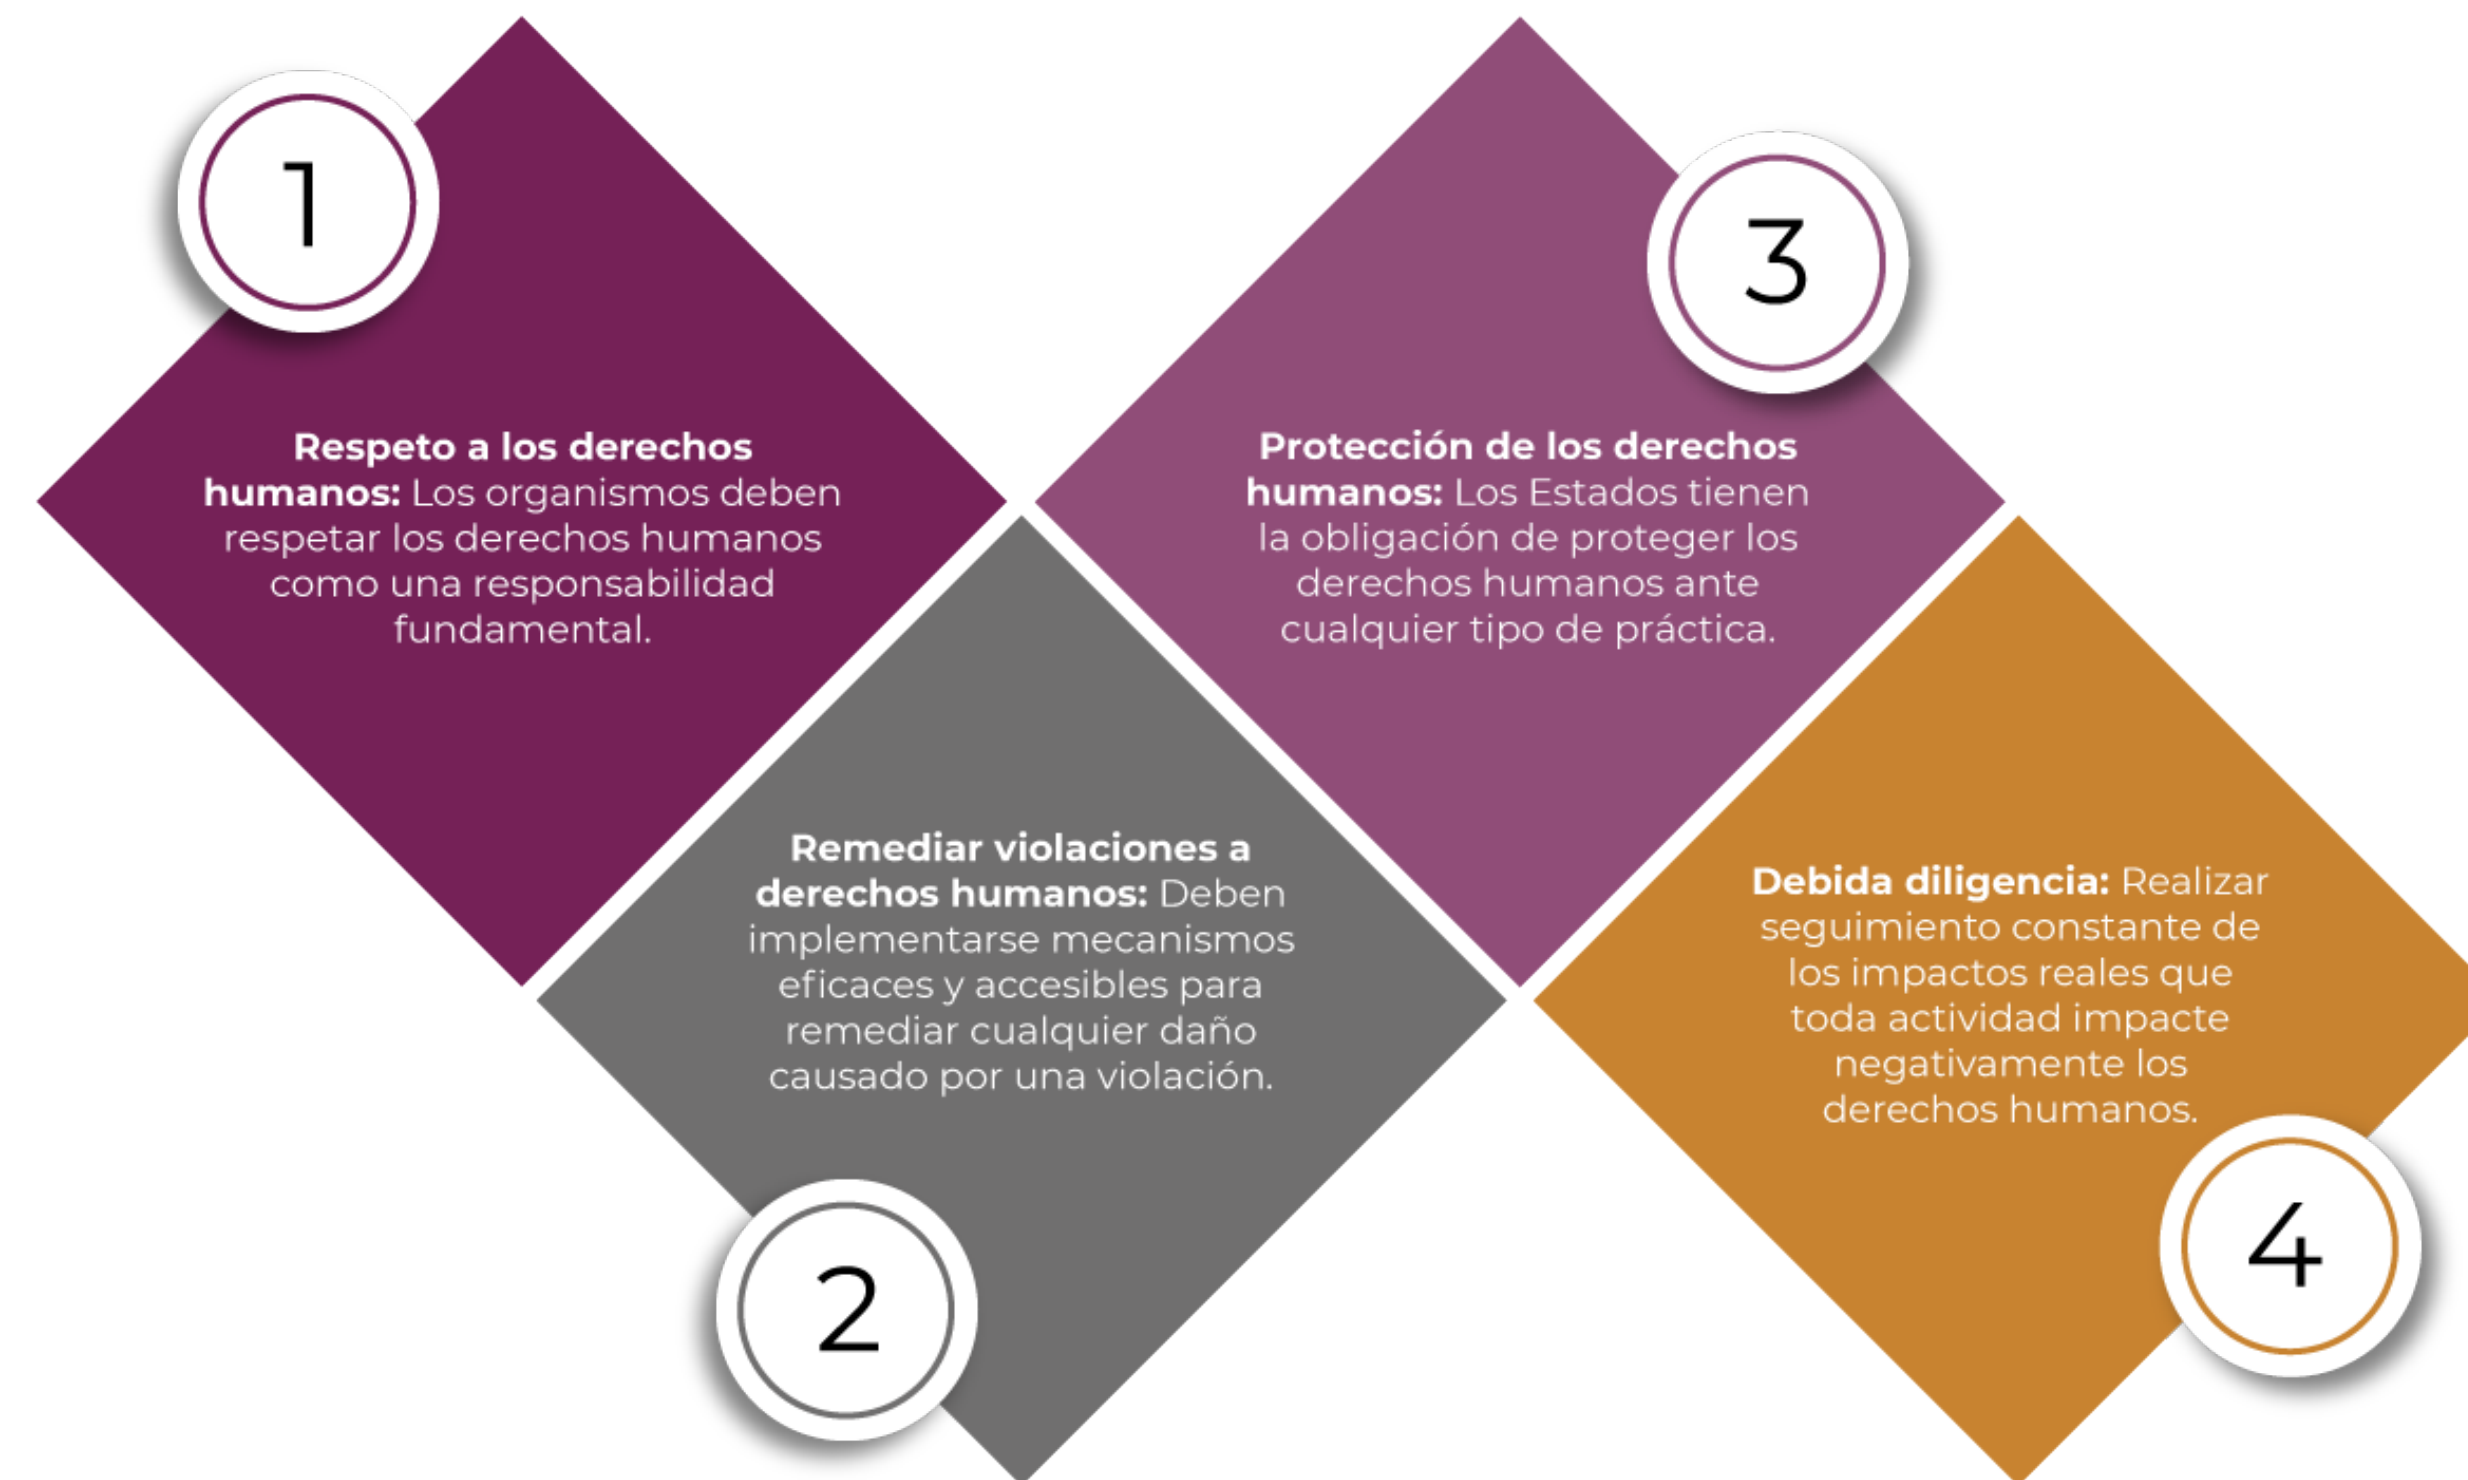 1
Respeto a los derechos
humanos: Los organismos deben
respetar los derechos humanos
como una responsabilidad
fundamental.
2
Remediar violaciones a
derechos humanos: Deben
implementarse mecanismos
eficaces y accesibles para
remediar cualquier daño
causado por una violación.
3
Protección de los derechos
humanos: Los Estados tienen
la obligación de proteger los
derechos humanos ante
cualquier tipo de práctica.
4
Debida diligencia: Realizar
seguimiento constante de
los impactos reales que
toda actividad impacte
negativamente los
derechos humanos.